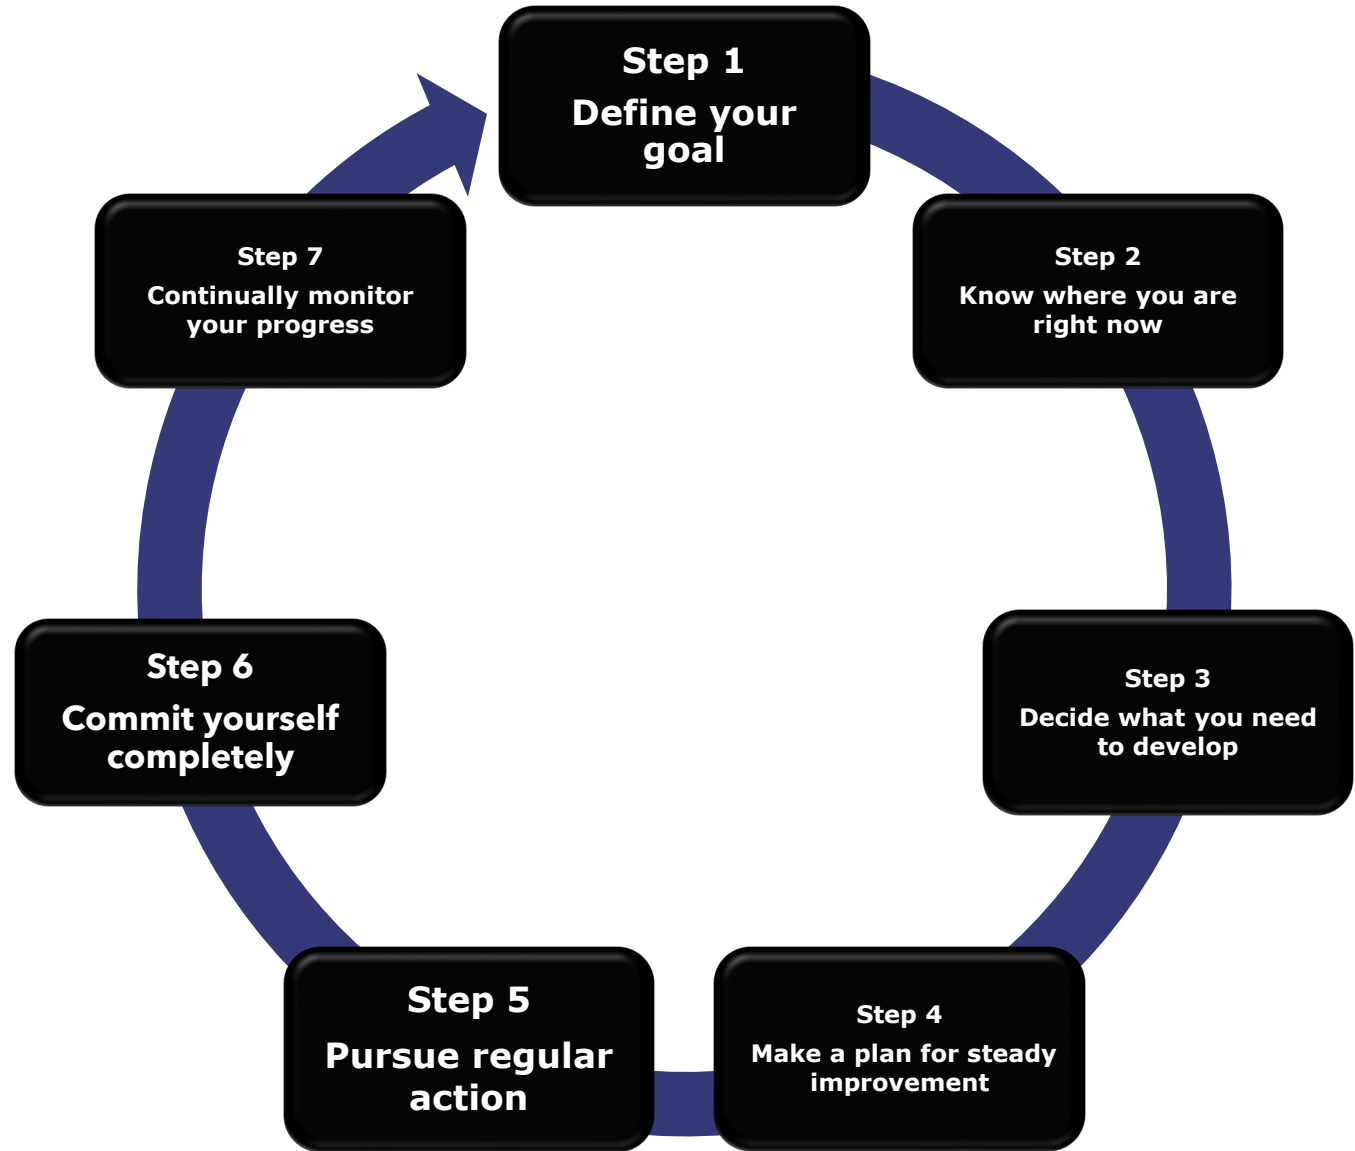 Step 1
Define your
goal
Step 2
Know where you are
right now
Step 3
Decide what you need
to develop
Step 4
Make a plan for steady
improvement
Step 5
Pursue regular
action
Step 6
Commit yourself
completely
Step 7
Continually monitor
your progress